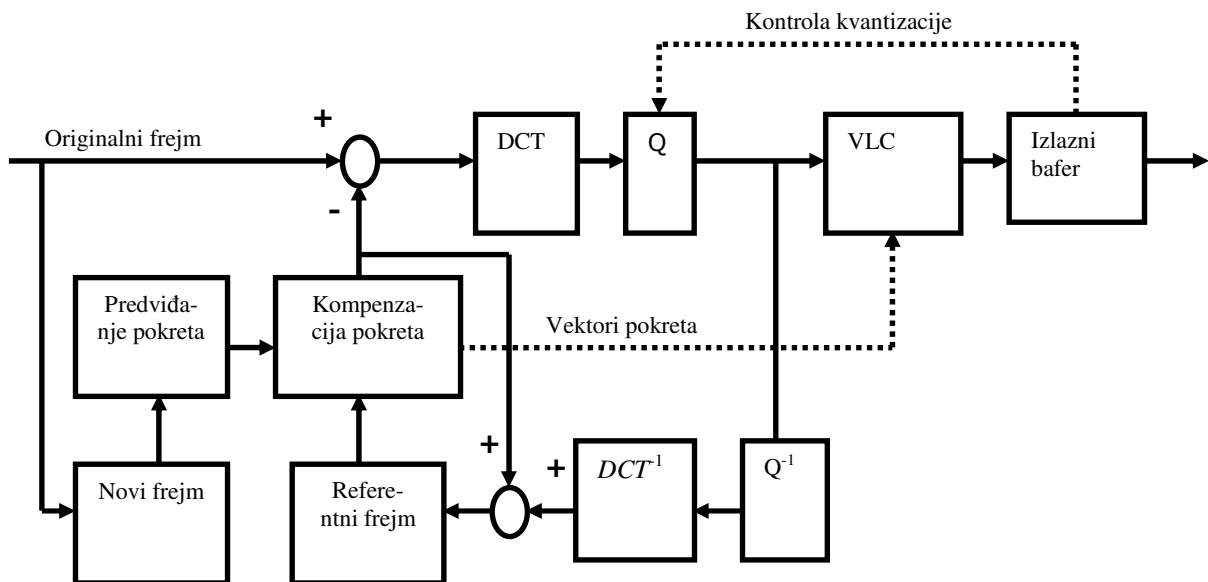 Kontrola kvantizacije
+
Originalni frejm
DCT
Q
VLC
Izlazni
bafer
-
Predviđa-
nje pokreta
Kompenza-
cija pokreta
Vektori pokreta
+
+
Novi frejm
Refere-
ntni frejm
DCT⁻¹
Q⁻¹